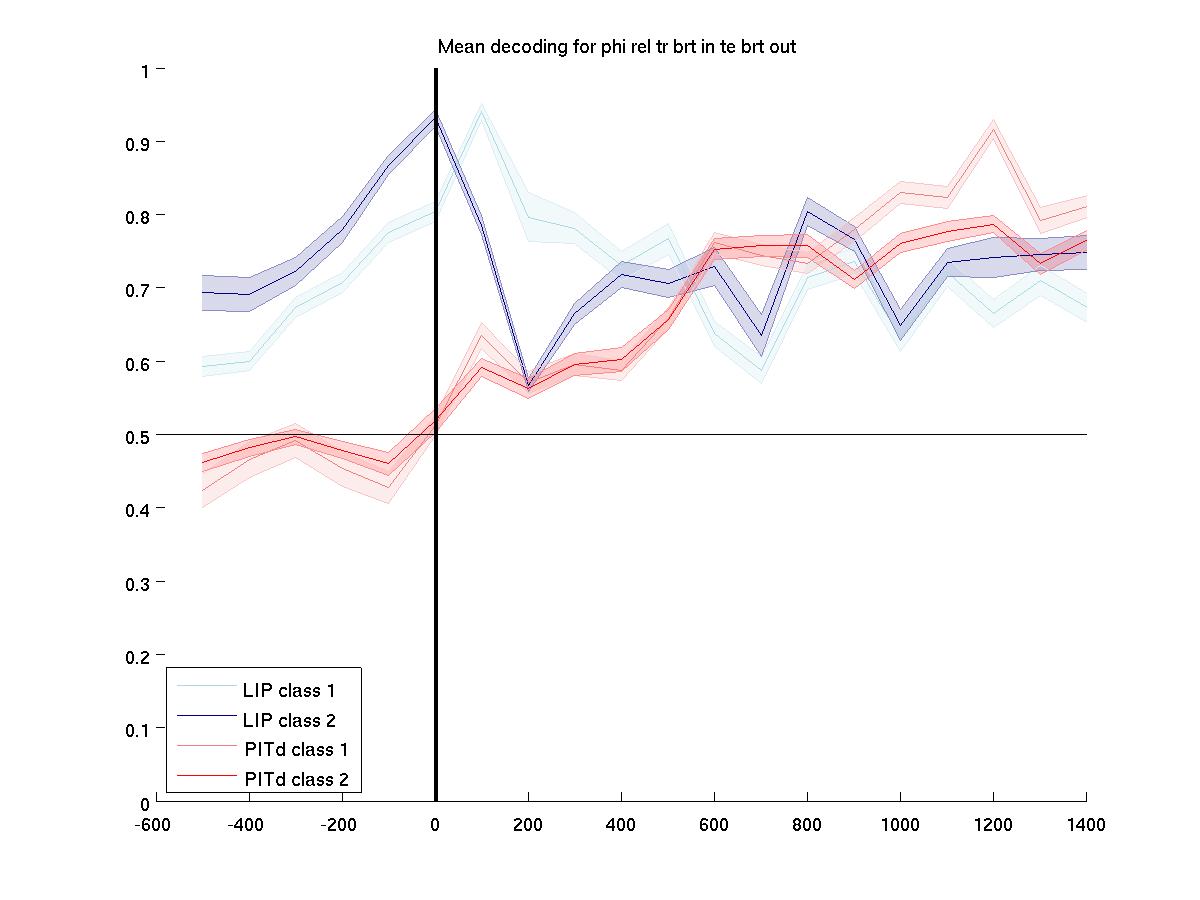 Mean decoding for phi rel tr brt in te brt out
1
0.9
0.8
0.7
0.6
0.5
0.4
0.3
0.2
0.1
0
LIP class 1
LIP class 2
PITd class 1
PITd class 2
-600 -400 -200 0 200 400 600 800 1000 1200 1400